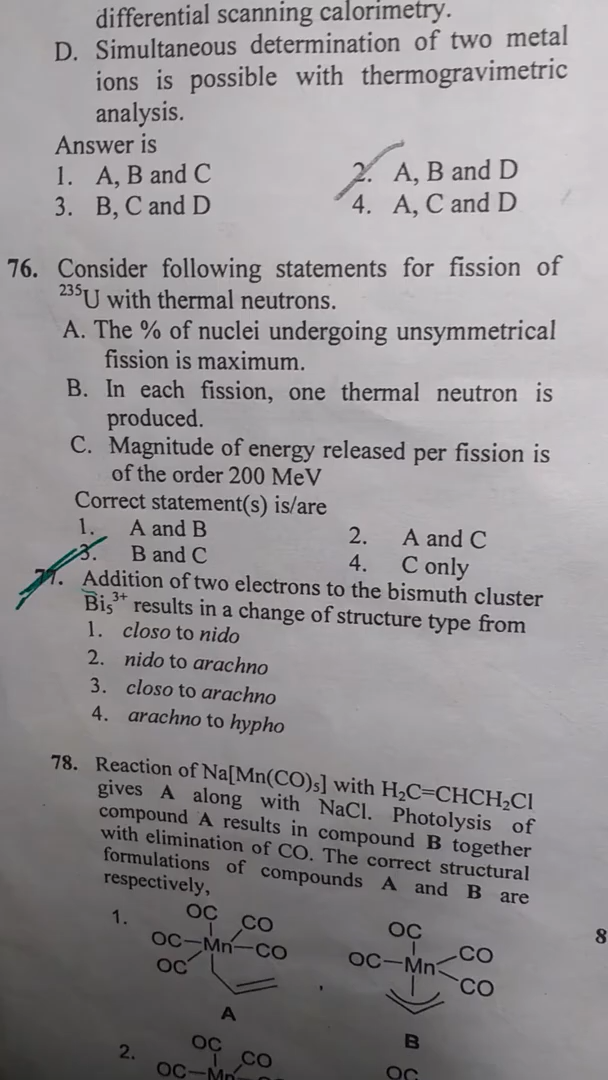 differential scanning calorimetry.
D. Simultaneous determination of two metal
ions is possible with thermogravimetric
analysis.
Answer is
1. A, B and C 2. A, B and D
3. B, C and D 4. A, C and D
76. Consider following statements for fission of
²³⁵U with thermal neutrons.
A. The % of nuclei undergoing unsymmetrical
fission is maximum.
B. In each fission, one thermal neutron is
produced.
C. Magnitude of energy released per fission is
of the order 200 MeV
Correct statement(s) is/are
1. A and B 2. A and C
3. B and C 4. C only
77. Addition of two electrons to the bismuth cluster
Bi₅³⁺ results in a change of structure type from
1. closo to nido
2. nido to arachno
3. closo to arachno
4. arachno to hypho
78. Reaction of Na[Mn(CO)₅] with H₂C=CHCH₂Cl
gives A along with NaCl. Photolysis of
compound A results in compound B together
with elimination of CO. The correct structural
formulations of compounds A and B are
respectively,
1. OC CO OC
OC-Mn-CO OC-Mn CO
OC , CO
A B
8
2. OC CO OC
OC-Mn